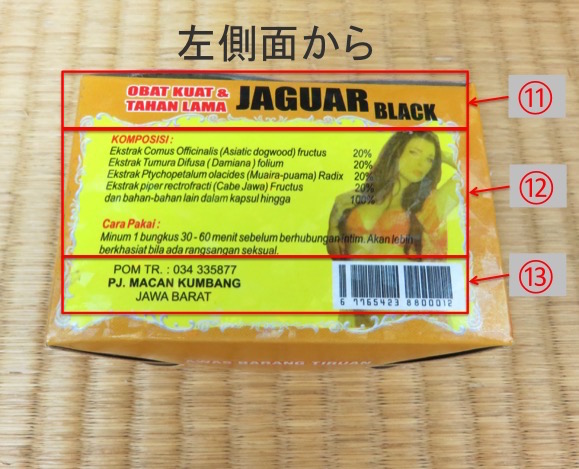 左側面から
OBAT KUAT &
TAHAN LAMA
JAGUAR BLACK
⑪
KOMPOSISI :
Ekstrak Cornus Officinalis (Asiatic dogwood) fructus 20%
Ekstrak Tumura Difusa ( Damiana ) folium 20%
Ekstrak Ptychopetalum olacides (Muaira-puama) Radix 20%
Ekstrak piper rectrofracti (Cabe Jawa) Fructus 20%
dan bahan-bahan lain dalam kapsul hingga 100%
⑫
Cara Pakai :
Minum 1 bungkus 30 - 60 menit sebelum berhubungan intim. Akan lebih
berkhasiat bila ada rangsangan seksual.
POM TR. : 034 335877
PJ. MACAN KUMBANG
JAWA BARAT
6 7765423 8800012
⑬
AWAS BARANG TIRUAN